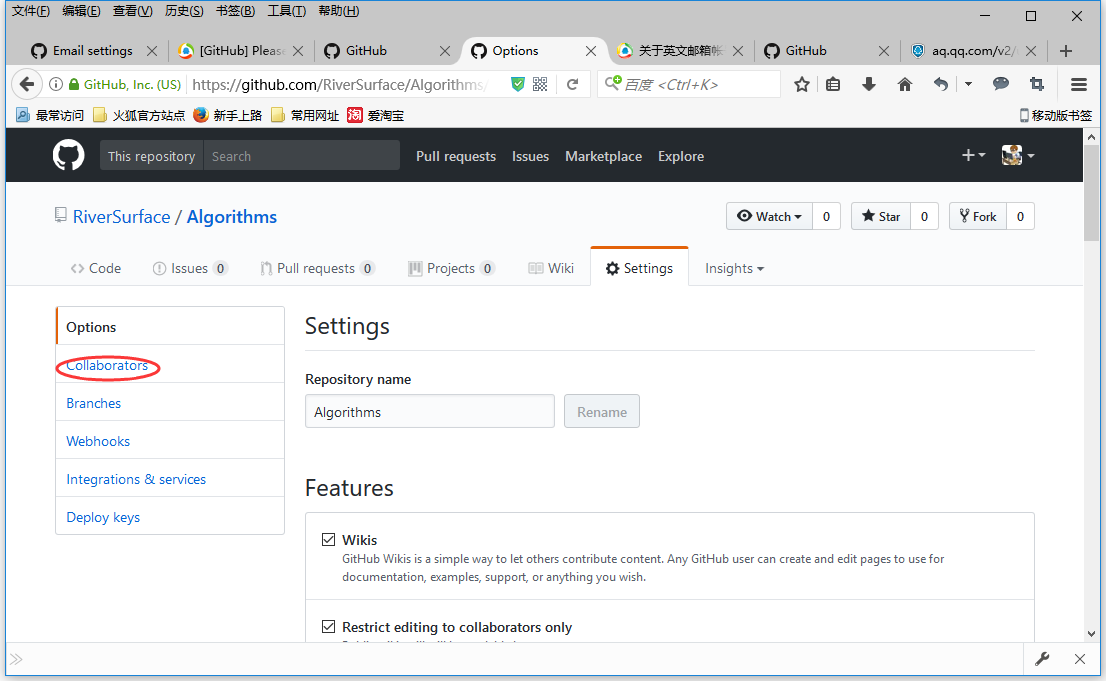 文件(F) 编辑(E) 查看(V) 历史(S) 书签(B) 工具(T) 帮助(H)
Email settings [GitHub] Please GitHub Options 关于英文邮箱 GitHub aq.qq.com/v2/
GitHub, Inc. (US) https://github.com/RiverSurface/Algorithms/ 百度 <Ctrl+K>
最常访问 火狐官方站点 新手上路 常用网址 淘 爱淘宝 移动版书签
This repository Search Pull requests Issues Marketplace Explore
RiverSurface / Algorithms Watch 0 Star 0 Fork 0
Code Issues 0 Pull requests 0 Projects 0 Wiki Settings Insights
Options
Collaborators
Branches
Webhooks
Integrations & services
Deploy keys
Settings
Repository name
Algorithms Rename
Features
Wikis
GitHub Wikis is a simple way to let others contribute content. Any GitHub user can create and edit pages to use for
documentation, examples, support, or anything you wish.
Restrict editing to collaborators only